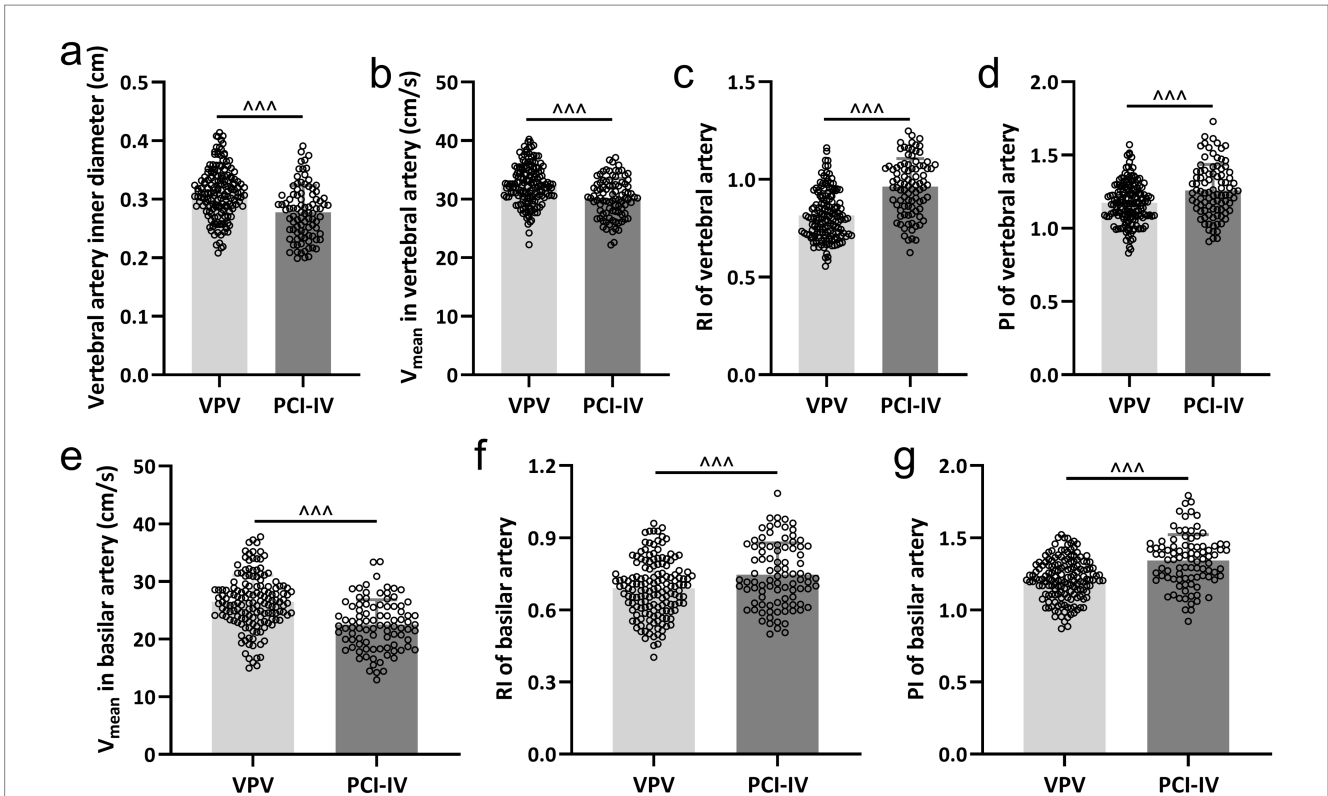 a
Vertebral artery inner diameter (cm)
0.5
0.4
0.3
0.2
0.1
0.0
^^^
VPV PCI-IV
b
Vmean in vertebral artery (cm/s)
50
40
30
20
10
0
^^^
VPV PCI-IV
c
RI of vertebral artery
1.5
1.0
0.5
0.0
^^^
VPV PCI-IV
d
PI of vertebral artery
2.0
1.5
1.0
0.5
0.0
^^^
VPV PCI-IV
e
Vmean in basilar artery (cm/s)
50
40
30
20
10
0
^^^
VPV PCI-IV
f
RI of basilar artery
1.2
0.9
0.6
0.3
0.0
^^^
VPV PCI-IV
g
PI of basilar artery
2.0
1.5
1.0
0.5
0.0
^^^
VPV PCI-IV